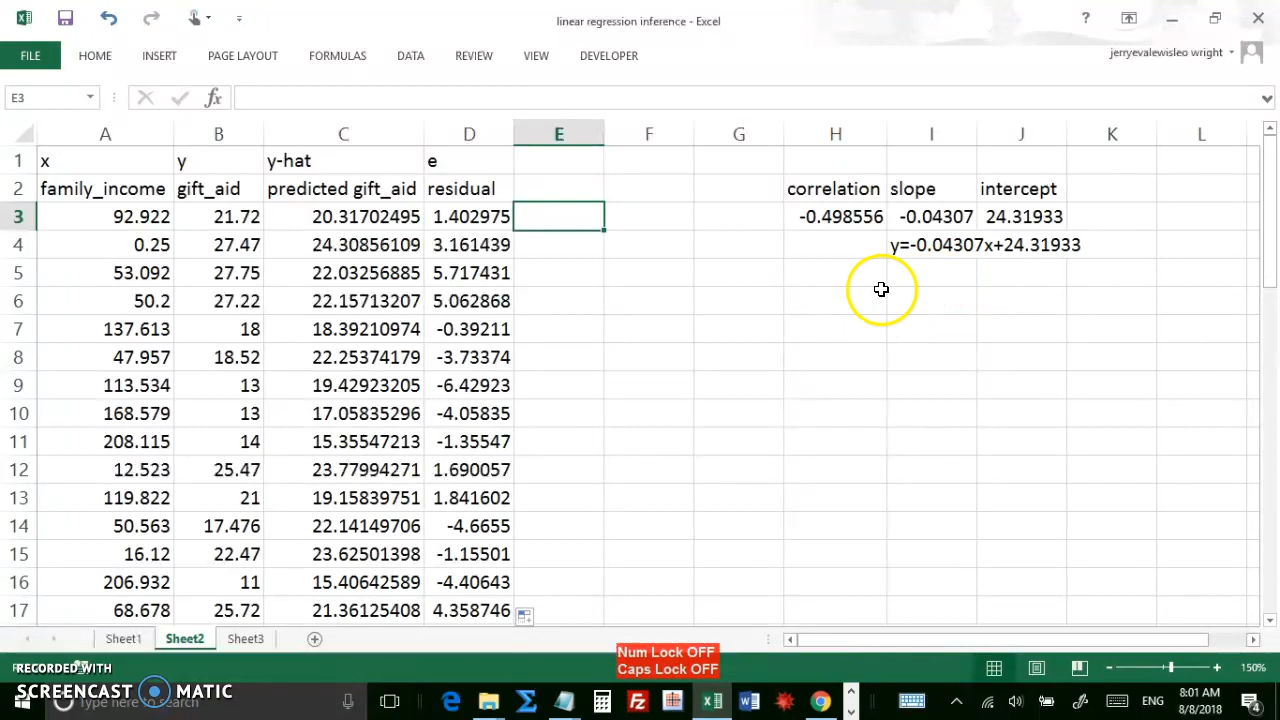 linear regression inference - Excel
?
FILE HOME INSERT PAGE LAYOUT FORMULAS DATA REVIEW VIEW DEVELOPER
jerryevalewisleo wright
E3 fx
A B C D E F G H I J K L
1 x y y-hat e
2 family_income gift_aid predicted gift_aid residual correlation slope intercept
3 92.922 21.72 20.31702495 1.402975 -0.498556 -0.04307 24.31933
4 0.25 27.47 24.30856109 3.161439 y=-0.04307x+24.31933
5 53.092 27.75 22.03256885 5.717431
6 50.2 27.22 22.15713207 5.062868
7 137.613 18 18.39210974 -0.39211
8 47.957 18.52 22.25374179 -3.73374
9 113.534 13 19.42923205 -6.42923
10 168.579 13 17.05835296 -4.05835
11 208.115 14 15.35547213 -1.35547
12 12.523 25.47 23.77994271 1.690057
13 119.822 21 19.15839751 1.841602
14 50.563 17.476 22.14149706 -4.6655
15 16.12 22.47 23.62501398 -1.15501
16 206.932 11 15.40642589 -4.40643
17 68.678 25.72 21.36125408 4.358746
Sheet1 Sheet2 Sheet3
Num Lock OFF
Caps Lock OFF
RECORDED WITH
150%
SCREENCAST MATIC
Type here to search
ENG
8:01 AM
8/8/2018
4